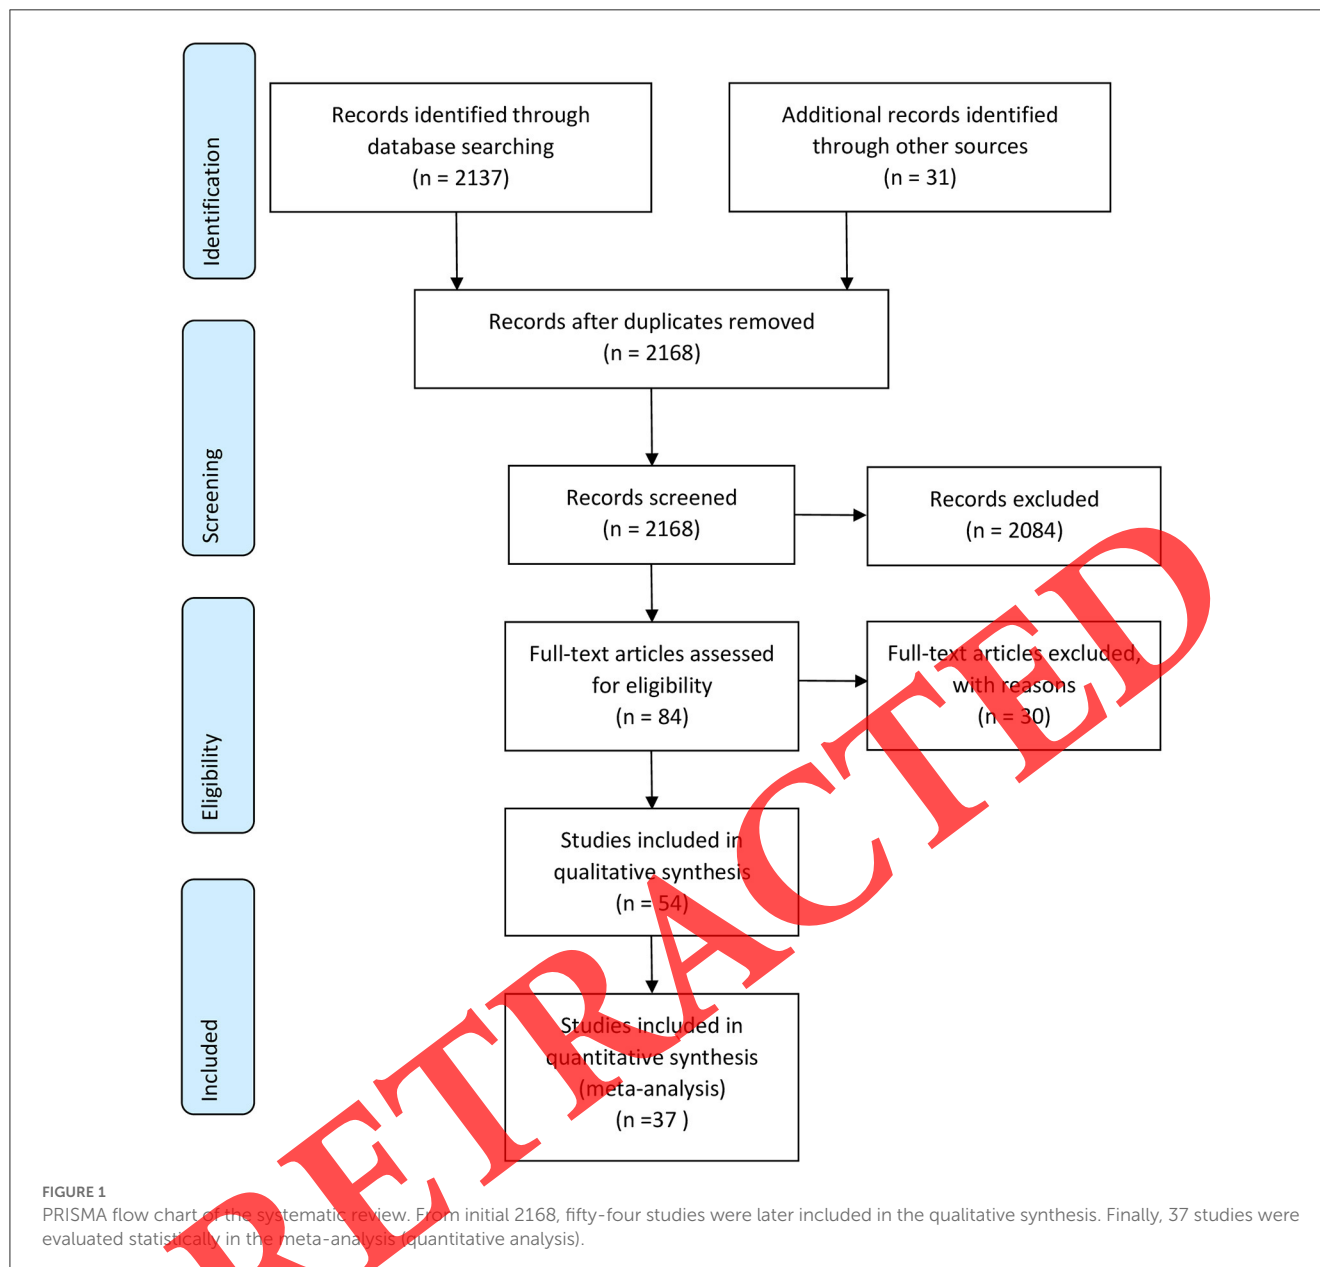 Identification
Records identified through
database searching
(n = 2137)
Additional records identified
through other sources
(n = 31)
Records after duplicates removed
(n = 2168)
Screening
Records screened
(n = 2168)
Records excluded
(n = 2084)
Eligibility
Full-text articles assessed
for eligibility
(n = 84)
Full-text articles excluded,
with reasons
(n = 30)
Studies included in
qualitative synthesis
(n = 54)
Included
Studies included in
quantitative synthesis
(meta-analysis)
(n =37 )
RETRACTED
FIGURE 1
PRISMA flow chart of the systematic review. From initial 2168, fifty-four studies were later included in the qualitative synthesis. Finally, 37 studies were
evaluated statistically in the meta-analysis (quantitative analysis).